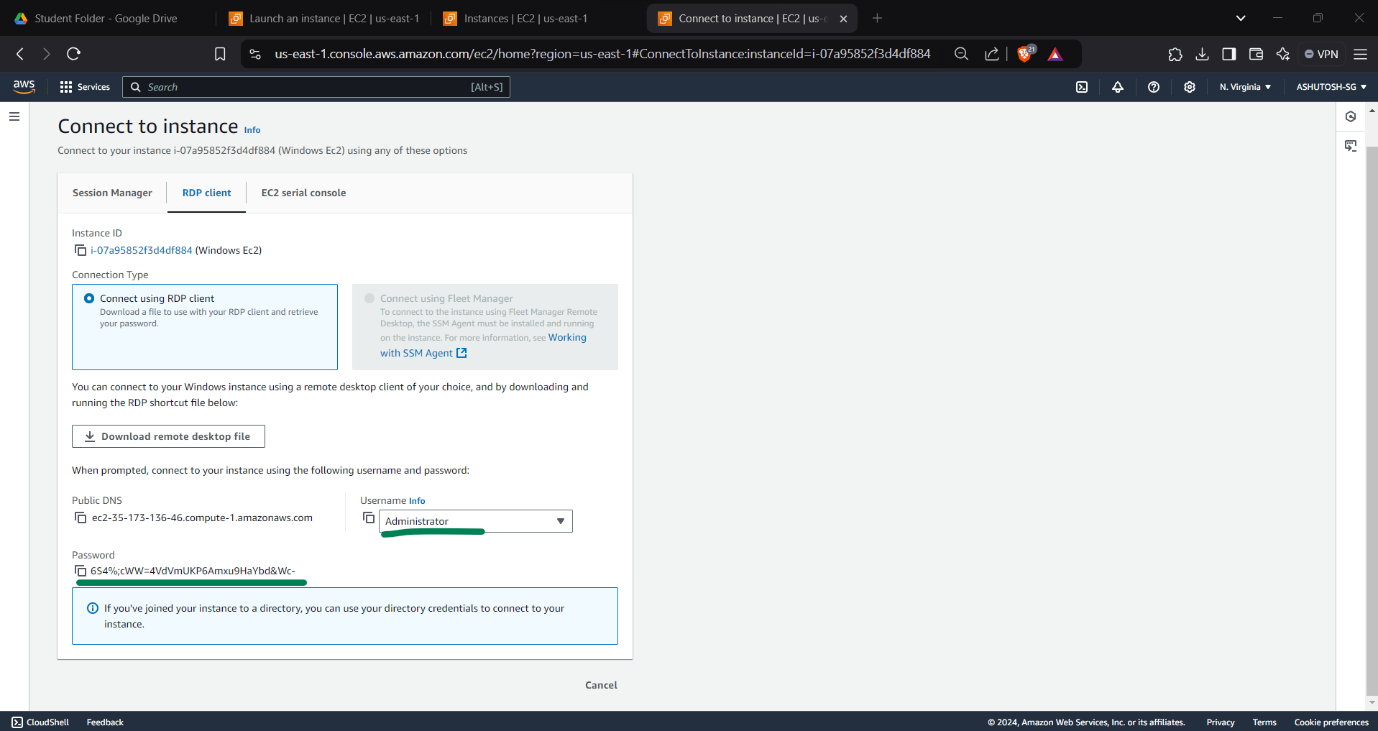 Student Folder - Google Drive
Launch an instance | EC2 | us-east-1
Instances | EC2 | us-east-1
Connect to instance | EC2 | us-e
us-east-1.console.aws.amazon.com/ec2/home?region=us-east-1#ConnectToInstance:instanceId=i-07a95852f3d4df884
21
VPN
aws
Services
Search
[Alt+S]
N. Virginia
ASHUTOSH-SG
Connect to instance Info
Connect to your instance i-07a95852f3d4df884 (Windows Ec2) using any of these options
Session Manager
RDP client
EC2 serial console
Instance ID
i-07a95852f3d4df884 (Windows Ec2)
Connection Type
Connect using RDP client
Download a file to use with your RDP client and retrieve
your password.
Connect using Fleet Manager
To connect to the instance using Fleet Manager Remote
Desktop, the SSM Agent must be installed and running
on the instance. For more information, see Working
with SSM Agent
You can connect to your Windows instance using a remote desktop client of your choice, and by downloading and
running the RDP shortcut file below:
Download remote desktop file
When prompted, connect to your instance using the following username and password:
Public DNS
ec2-35-173-136-46.compute-1.amazonaws.com
Username Info
Administrator
Password
6S4%;cWW=4VdVmUKP6Amxu9HaYbd&Wc-
If you've joined your instance to a directory, you can use your directory credentials to connect to your
instance.
Cancel
CloudShell
Feedback
© 2024, Amazon Web Services, Inc. or its affiliates.
Privacy
Terms
Cookie preferences